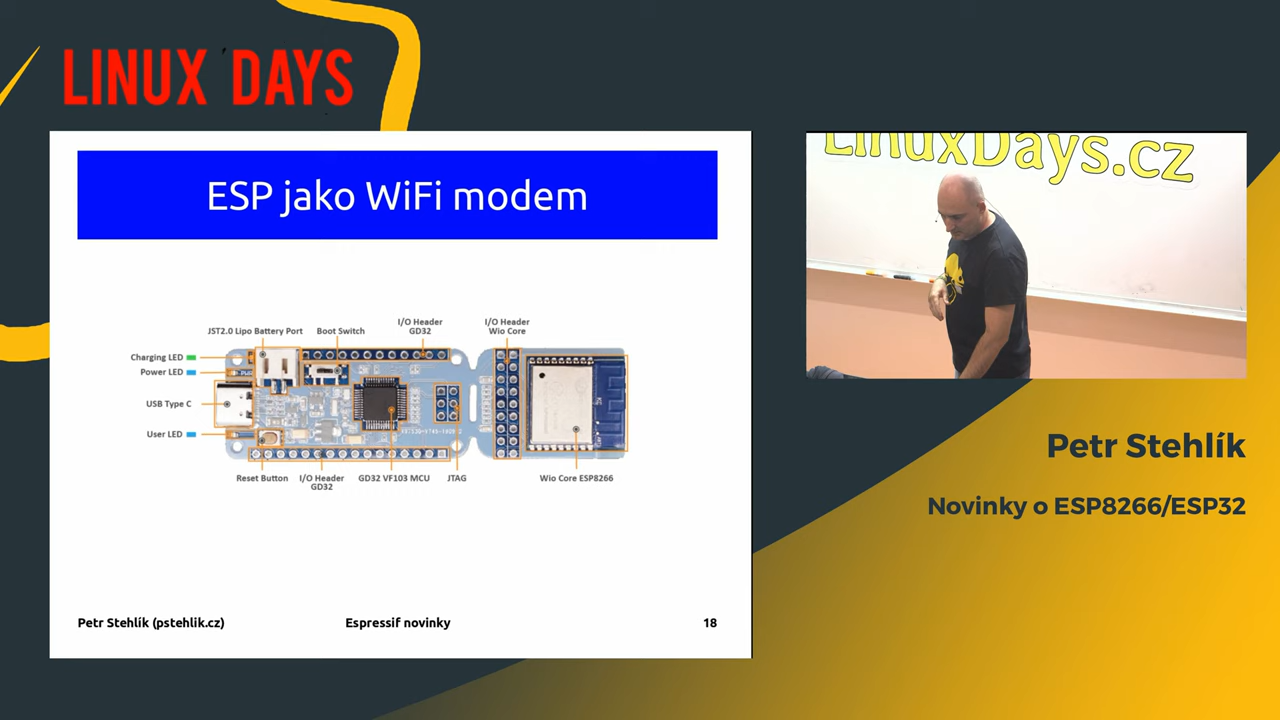 LINUX DAYS
ESP jako WiFi modem
I/O Header
GD32
I/O Header
Wio Core
JST2.0 Lipo Battery Port
Boot Switch
Charging LED
Power LED
USB Type C
User LED
Reset Button
I/O Header
GD32
GD32 VF103 MCU
JTAG
Wio Core ESP8266
Petr Stehlík (pstehlik.cz)
Espressif novinky
18
LinuxDays.cz
Petr Stehlík
Novinky o ESP8266/ESP32